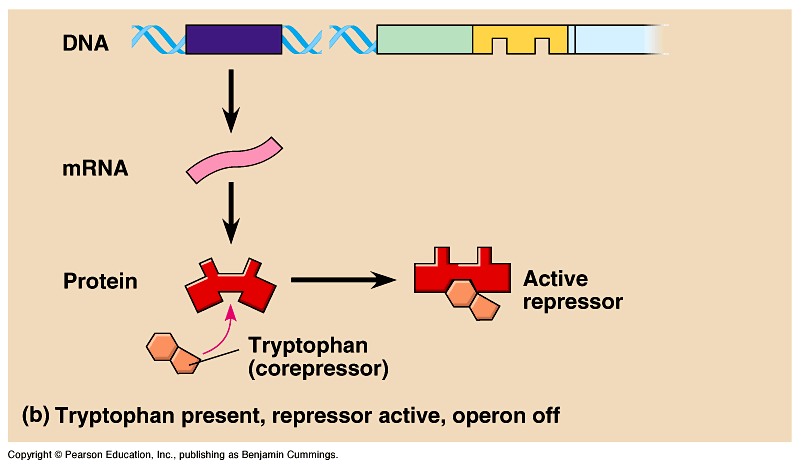 DNA
mRNA
Protein
Active
repressor
Tryptophan
(corepressor)
(b) Tryptophan present, repressor active, operon off
Copyright © Pearson Education, Inc., publishing as Benjamin Cummings.